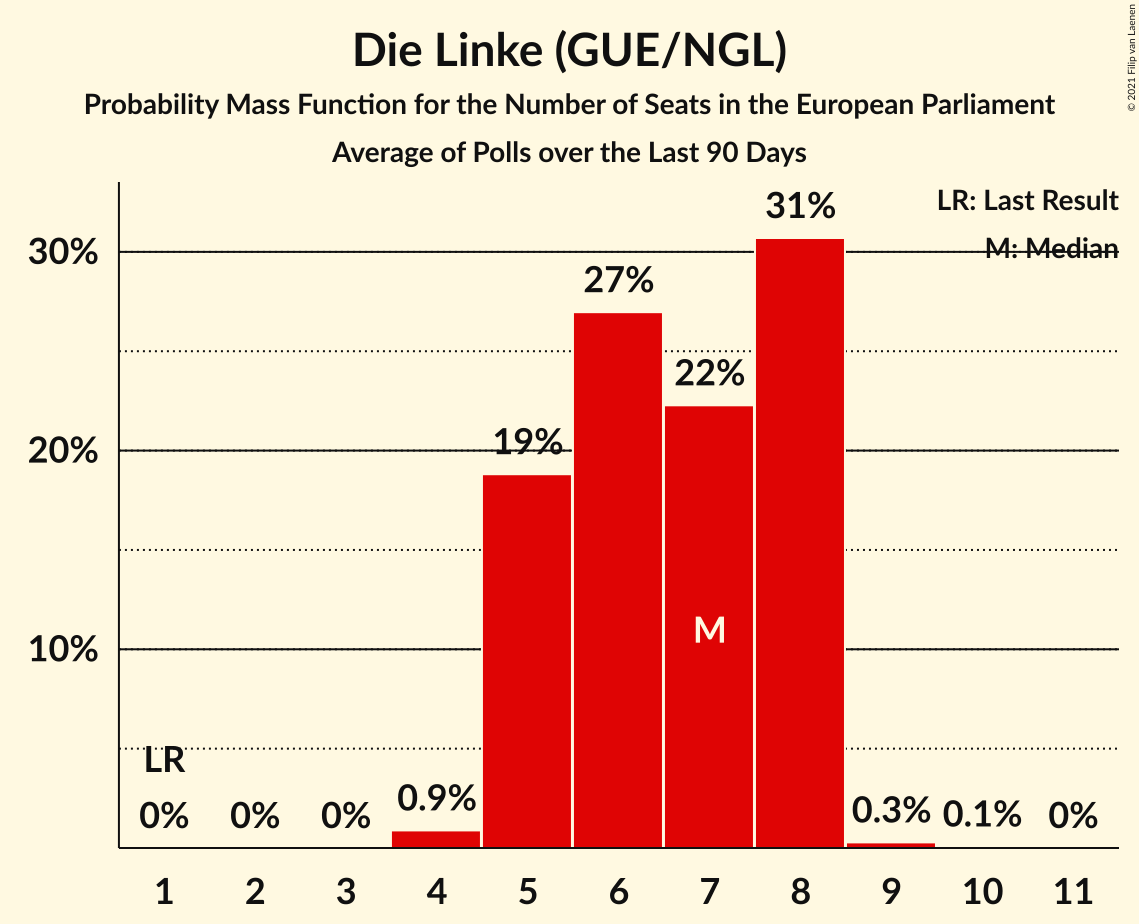 Die Linke (GUE/NGL)
Probability Mass Function for the Number of Seats in the European Parliament
Average of Polls over the Last 90 Days
© 2021 Filip van Laenen
LR: Last Result
M: Median
31%
30%
27%
22%
20%
19%
M
10%
LR
0%
0%
0%
0.9%
0.3%
0.1%
0%
1 2 3 4 5 6 7 8 9 10 11